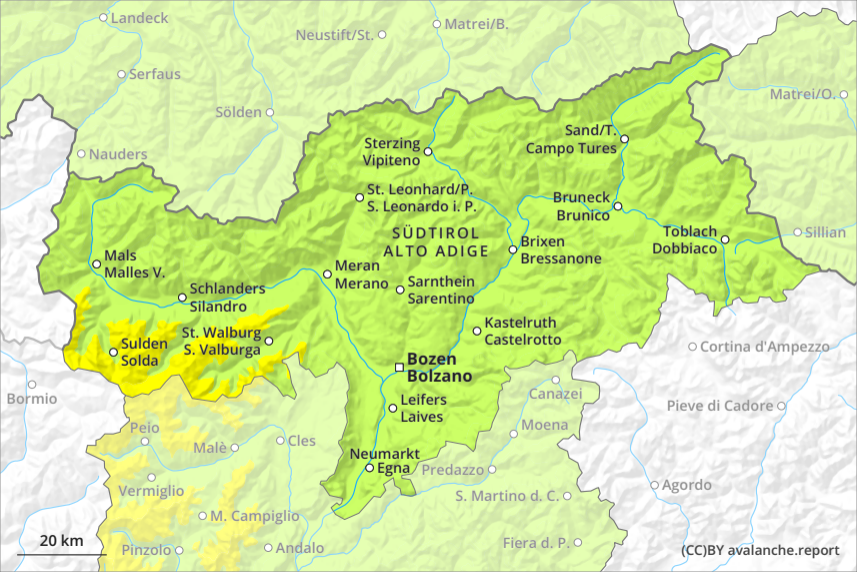 Landeck
Matrei/B.
Neustift/St.
Serfaus
Matrei/O.
Sölden
Sand/T.
Campo Tures
Sterzing
Vipiteno
Nauders
St. Leonhard/P.
S. Leonardo i. P.
Bruneck
Brunico
SÜDTIROL
ALTO ADIGE
Toblach
Dobbiaco
Sillian
Brixen
Bressanone
Mals
Malles V.
Meran
Merano
Sarnthein
Sarentino
Schlanders
Silandro
Kastelruth
Castelrotto
St. Walburg
S. Valburga
Sulden
Solda
Cortina d'Ampezzo
Bozen
Bolzano
Bormio
Canazei
Leifers
Laives
Pieve di Cadore
Peio
Moena
Malè
Cles
Neumarkt
Egna
Predazzo
Vermiglio
Agordo
S. Martino d. C.
M. Campiglio
20 km
Pinzolo
Andalo
Fiera d. P.
(CC)BY avalanche.report